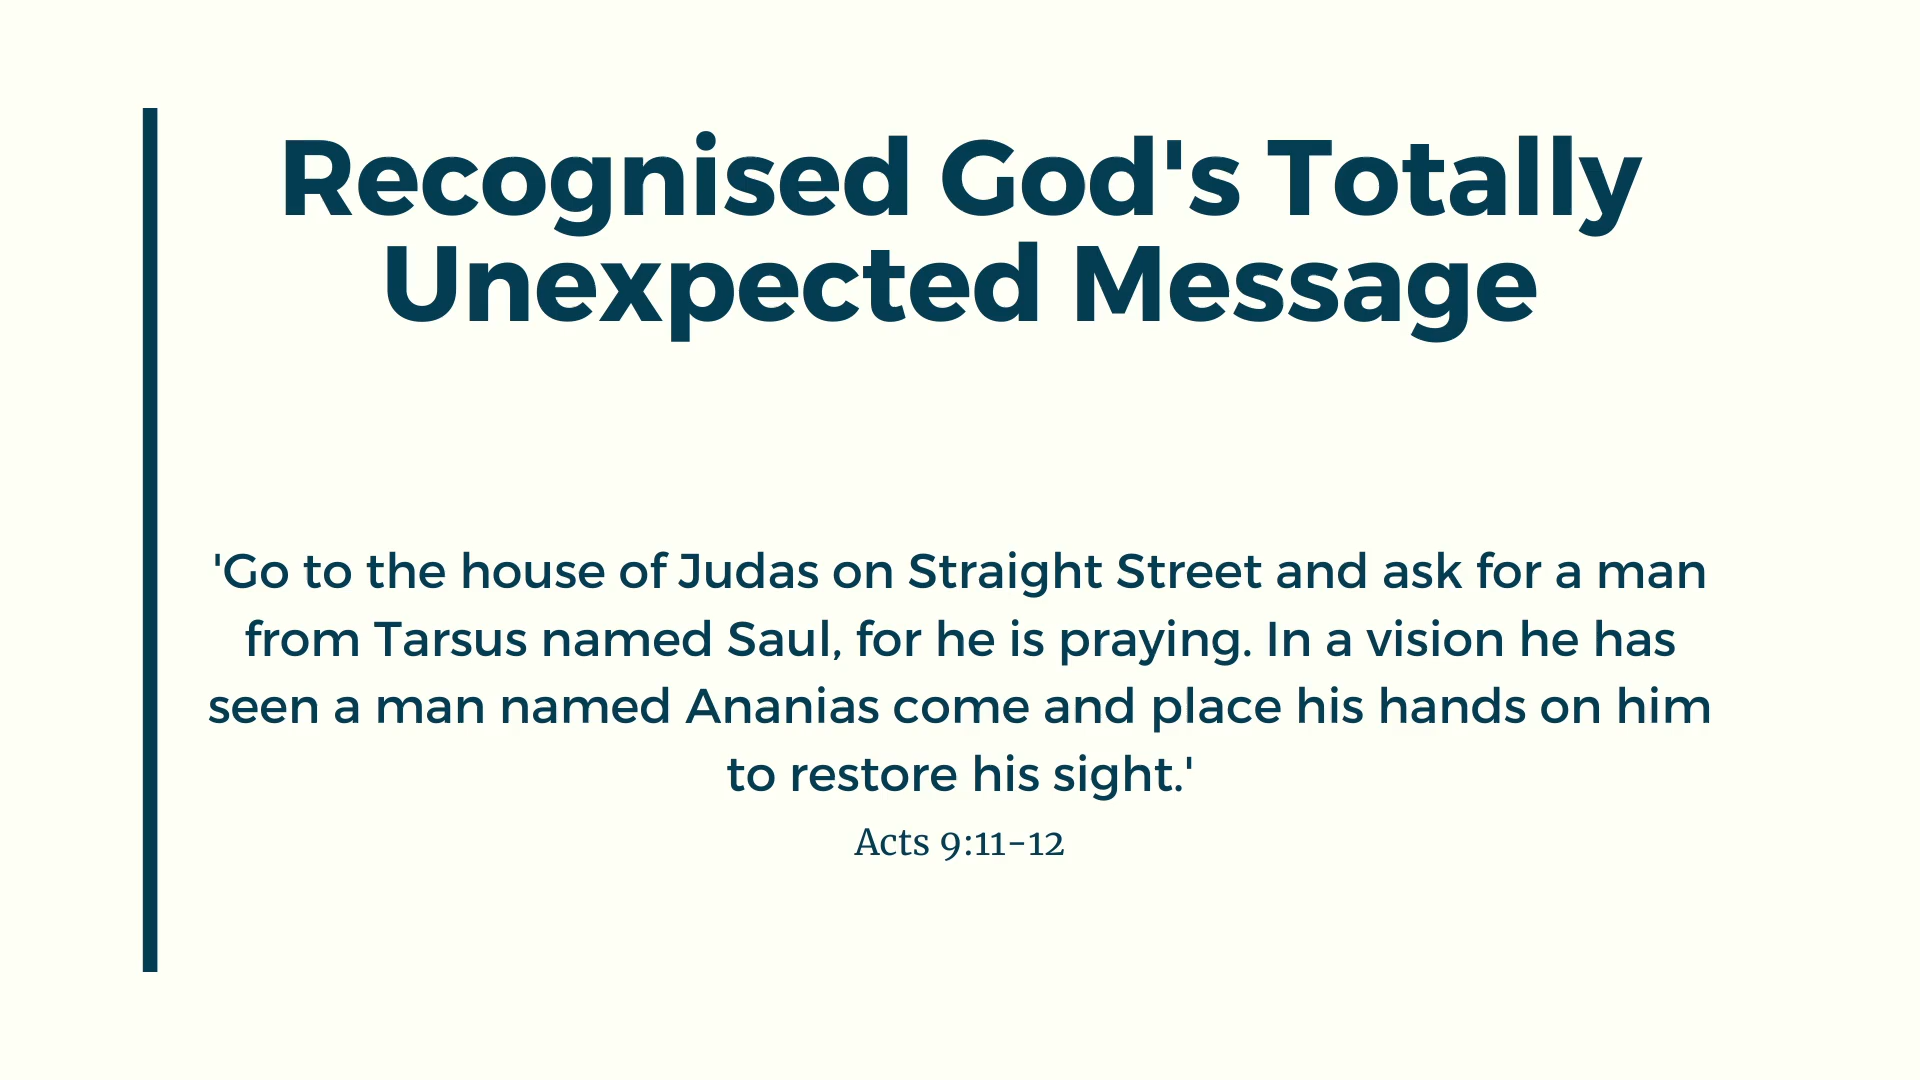 Recognised God's Totally
Unexpected Message
'Go to the house of Judas on Straight Street and ask for a man
from Tarsus named Saul, for he is praying. In a vision he has
seen a man named Ananias come and place his hands on him
to restore his sight.'
Acts 9:11-12